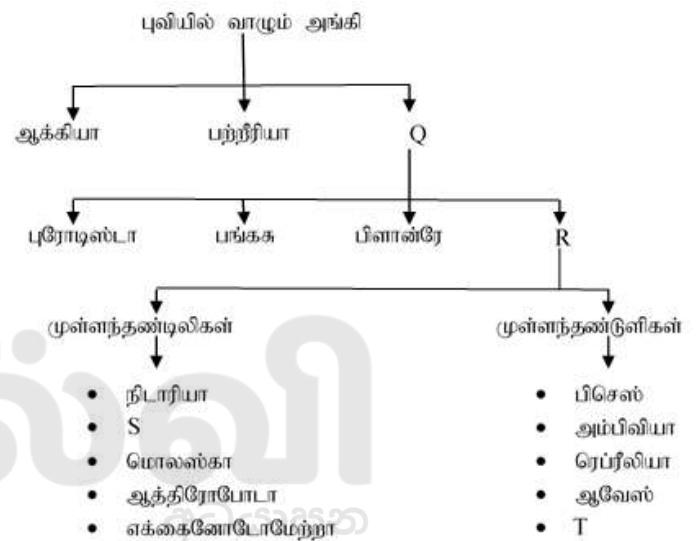 புவியில் வாழும் அங்கி
ஆக்கியா பற்றீரியா Q
புரோடிஸ்டா பங்கசு பிளான்ரே R
முள்ளந்தண்டிலிகள் முள்ளந்தண்டுளிகள்
• நிடாரியா • பிசெஸ்
• S • அம்பிவியா
• மொலஸ்கா • ரெப்ரீலியா
• ஆத்திரோபோடா • ஆவேஸ்
• எக்கைனோடோமேற்றா • T
ல்வி